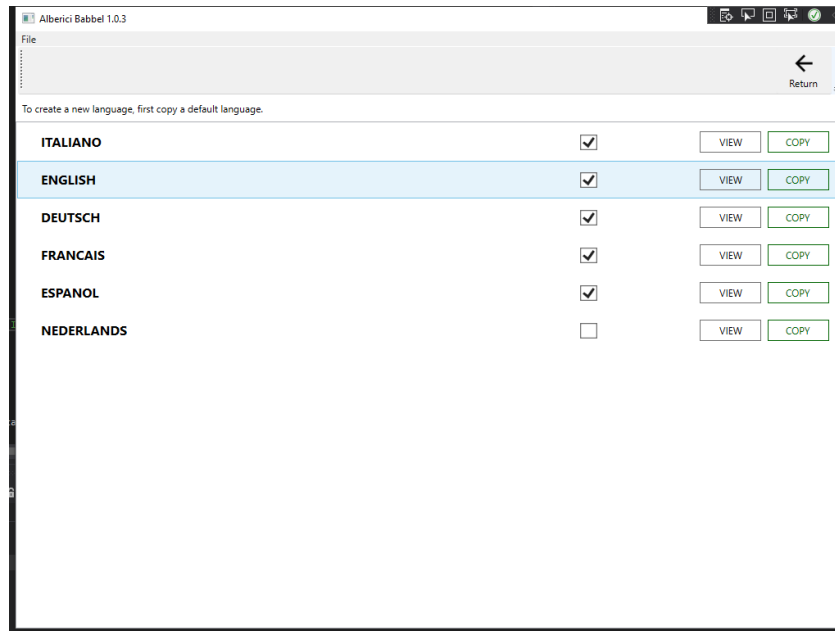 Alberici Babbel 1.0.3
File
Return
To create a new language, first copy a default language.
ITALIANO VIEW COPY
ENGLISH VIEW COPY
DEUTSCH VIEW COPY
FRANCAIS VIEW COPY
ESPANOL VIEW COPY
NEDERLANDS VIEW COPY